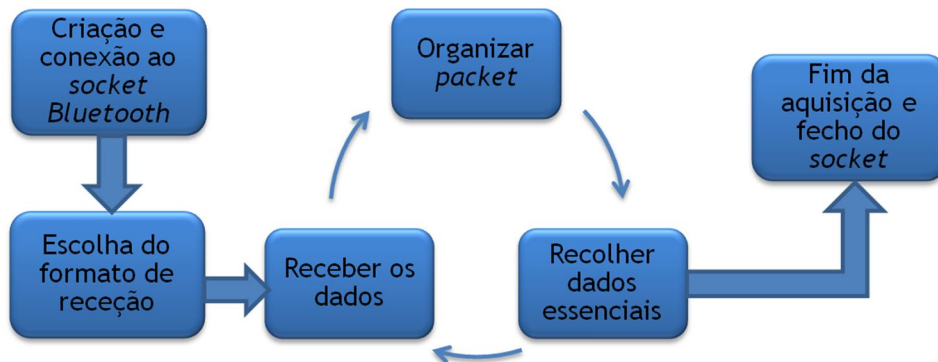 Criação e
conexão ao
socket
Bluetooth
Organizar
packet
Fim da
aquisição e
fecho do
socket
Escolha do
formato de
receção
Receber os
dados
Recolher
dados
essenciais